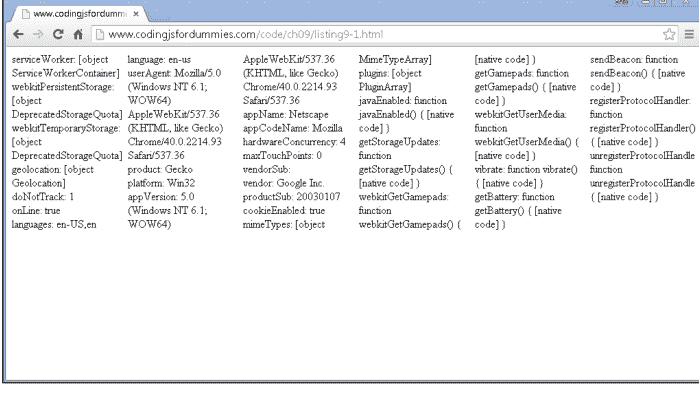 www.codingjsfordummies.com
www.codingjsfordummies.com/code/ch09/listing9-1.html
serviceWorker: [object
ServiceWorkerContainer]
webkitPersistentStorage:
[object
DeprecatedStorageQuota]
webkitTemporaryStorage:
[object
DeprecatedStorageQuota]
geolocation: [object
Geolocation]
doNotTrack: 1
onLine: true
languages: en-US,en
language: en-us
userAgent: Mozilla/5.0
(Windows NT 6.1;
WOW64)
AppleWebKit/537.36
(KHTML, like Gecko)
Chrome/40.0.2214.93
Safari/537.36
product: Gecko
platform: Win32
appVersion: 5.0
(Windows NT 6.1;
WOW64)
AppleWebKit/537.36
(KHTML, like Gecko)
Chrome/40.0.2214.93
Safari/537.36
appName: Netscape
appCodeName: Mozilla
hardwareConcurrency: 4
maxTouchPoints: 0
vendorSub:
vendor: Google Inc.
productSub: 20030107
cookieEnabled: true
mimeTypes: [object
MimeTypeArray]
plugins: [object
PluginArray]
javaEnabled: function
javaEnabled() { [native
code] }
getStorageUpdates:
function
getStorageUpdates() {
[native code] }
webkitGetGamepads:
function
webkitGetGamepads() {
[native code] }
getGamepads: function
getGamepads() { [native
code] }
webkitGetUserMedia:
function
webkitGetUserMedia() {
[native code] }
vibrate: function vibrate()
{ [native code] }
getBattery: function
getBattery() { [native
code] }
sendBeacon: function
sendBeacon() { [native
code] }
registerProtocolHandler:
function
registerProtocolHandler()
{ [native code] }
unregisterProtocolHandle
function
unregisterProtocolHandle
{ [native code] }